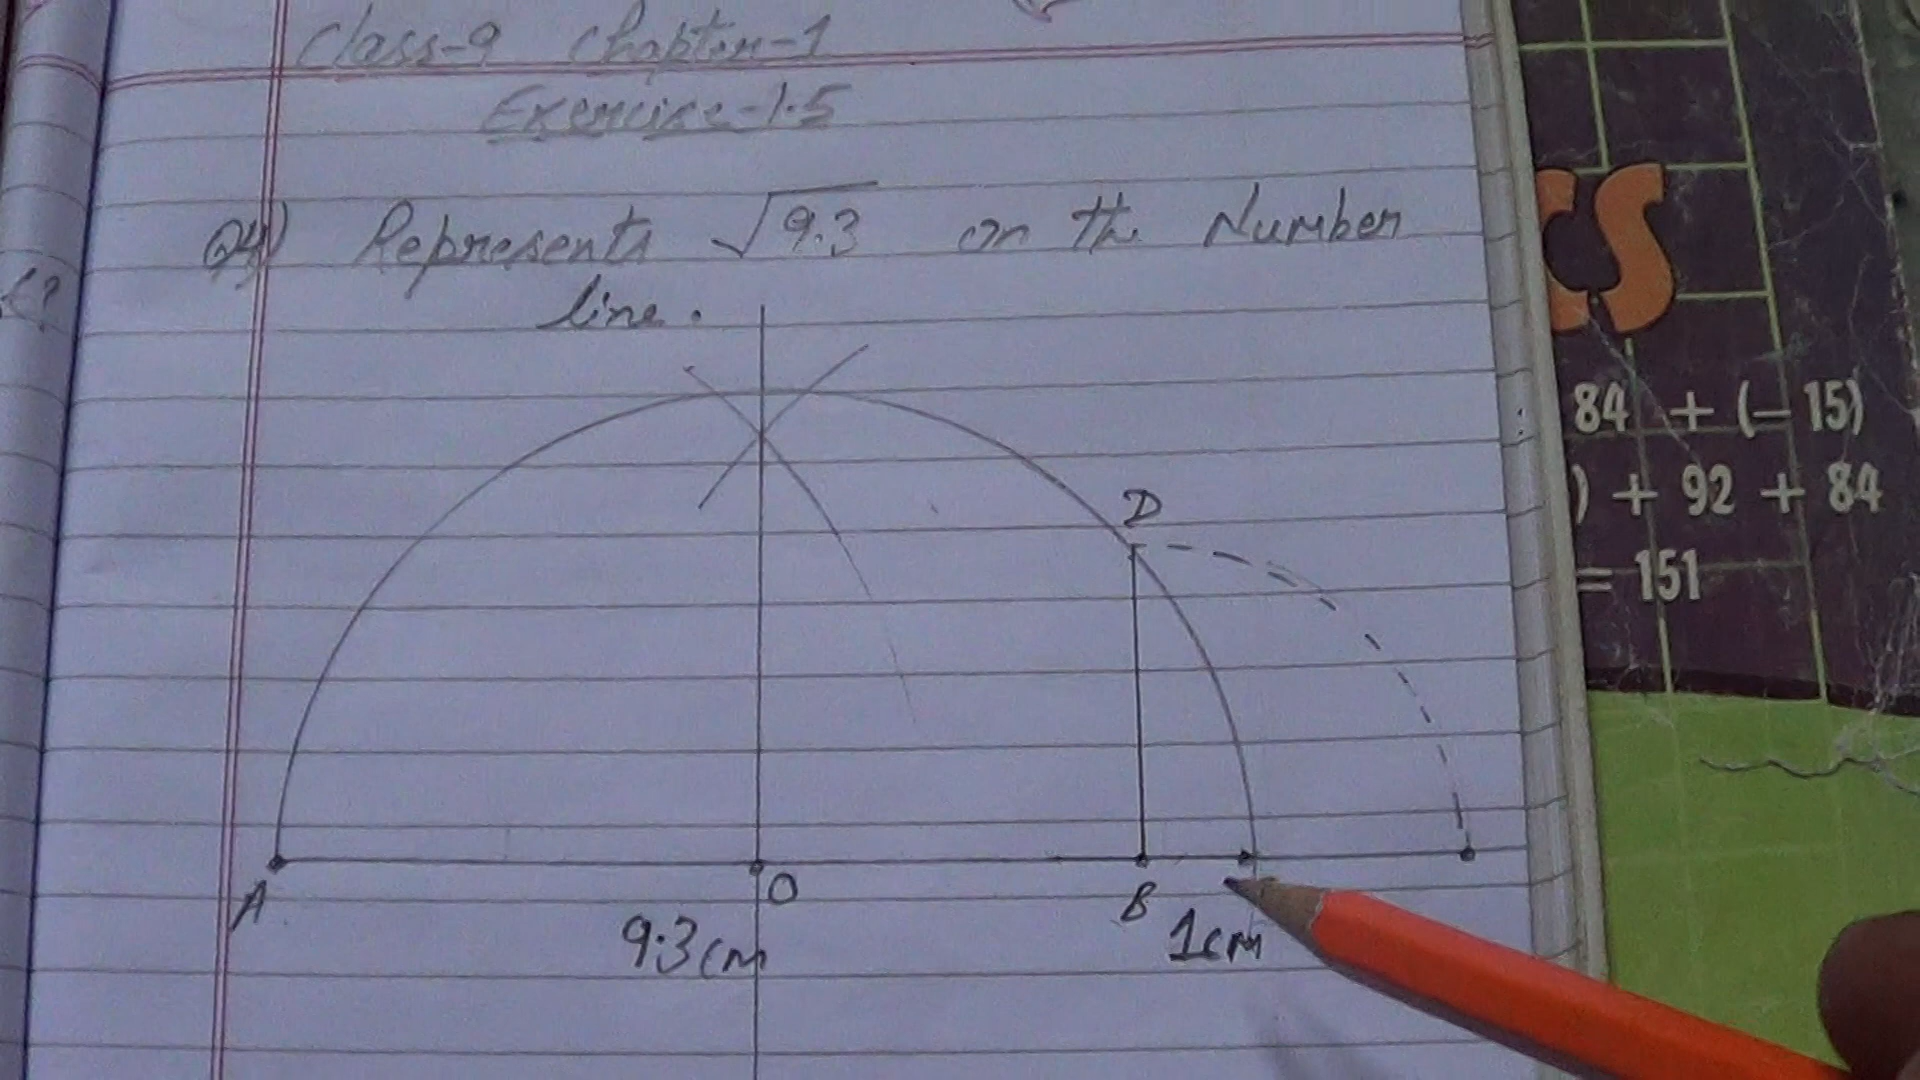 Class-9 Chapter-1
Exercise-1.5
Q4) Represents √9.3 on the Number
line.
D
A
O
B
9.3cm
1cm
CS
84 + (– 15)
) + 92 + 84
= 151